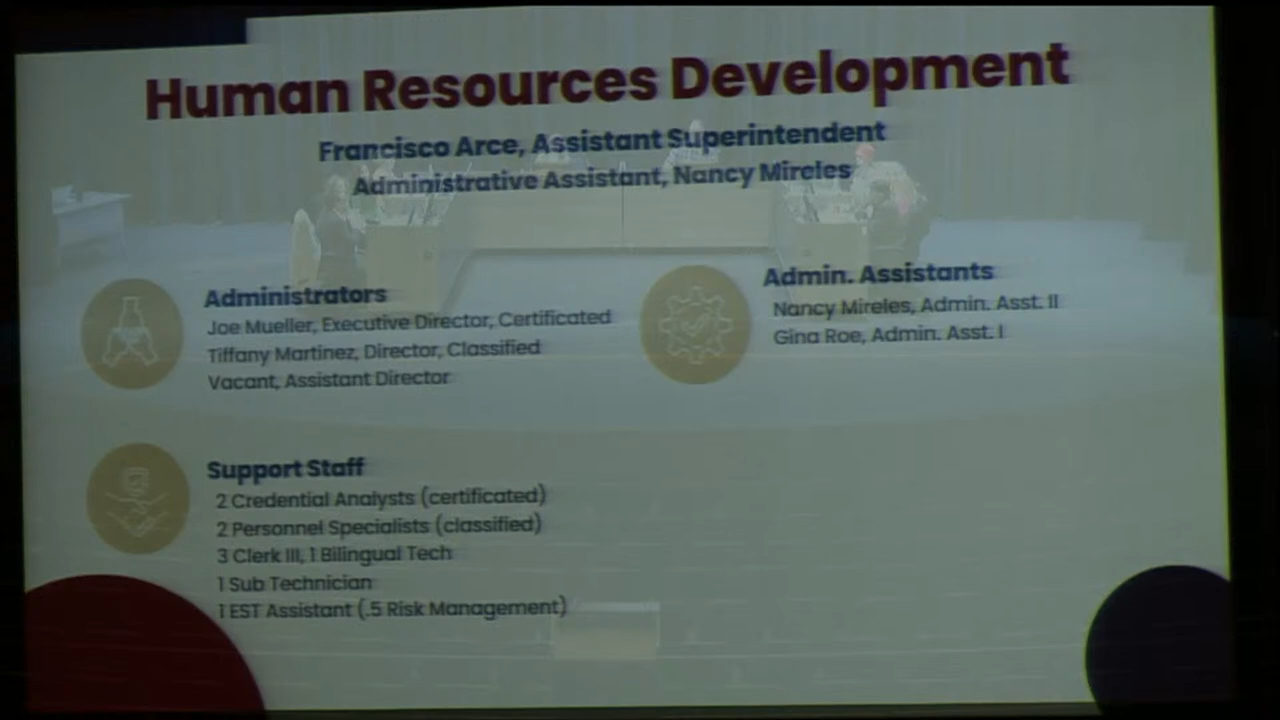 Human Resources Development
Francisco Arce, Assistant Superintendent
Administrative Assistant, Nancy Mireles
Administrators
Joe Mueller, Executive Director, Certificated
Tiffany Martinez, Director, Classified
Vacant, Assistant Director
Admin. Assistants
Nancy Mireles, Admin. Asst. II
Gina Roe, Admin. Asst. I
Support Staff
2 Credential Analysts (certificated)
2 Personnel Specialists (classified)
3 Clerk III, 1 Bilingual Tech
1 Sub Technician
1 EST Assistant (.5 Risk Management)